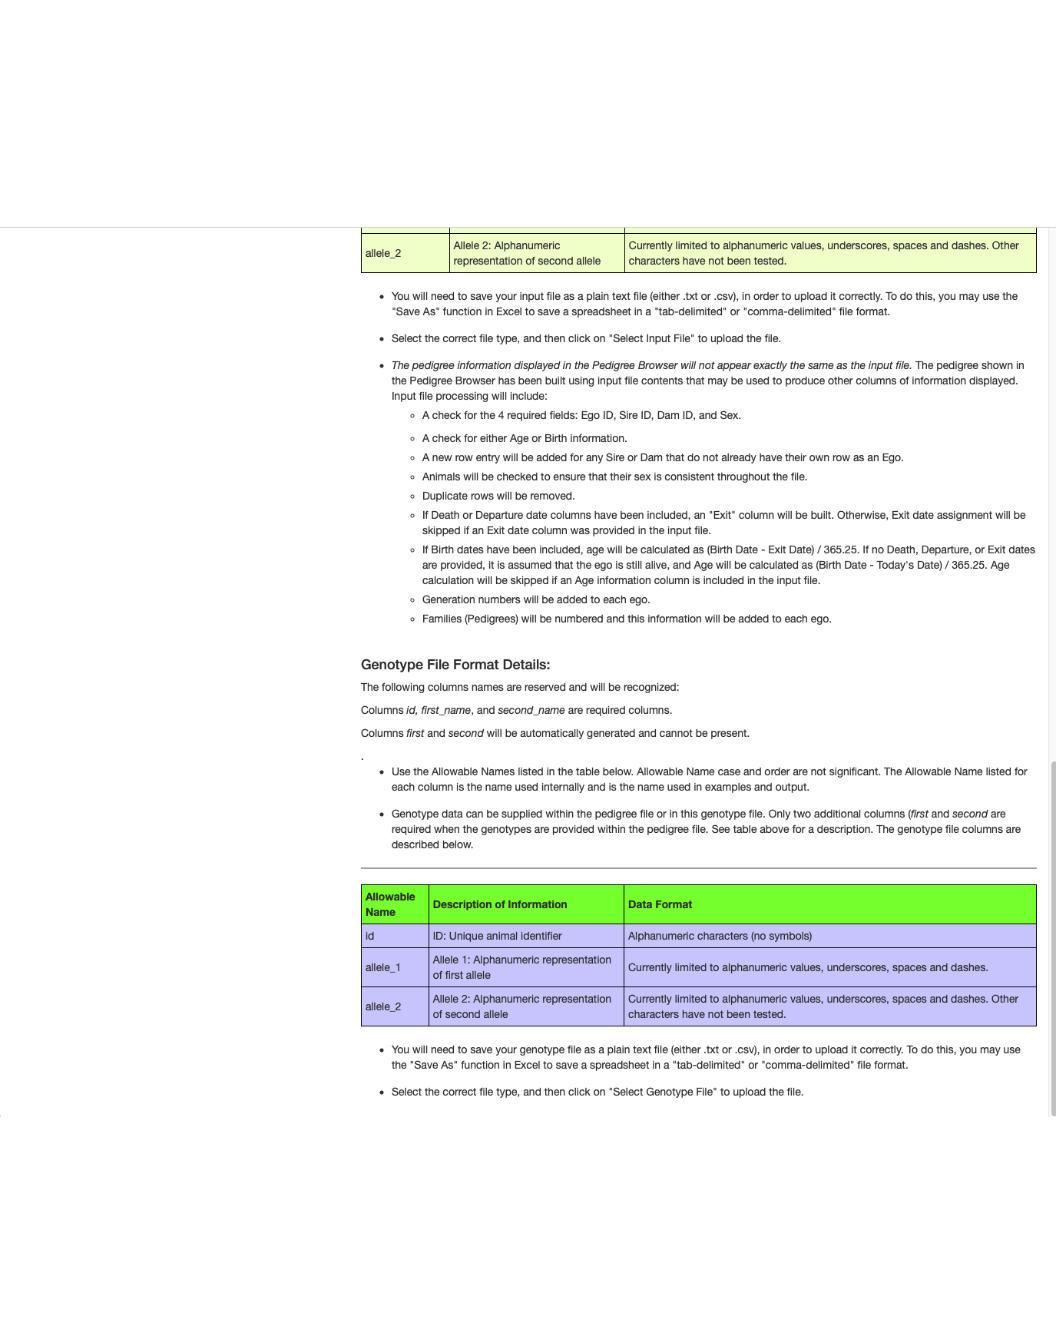 allele_2
Allele 2: Alphanumeric
representation of second allele
Currently limited to alphanumeric values, underscores, spaces and dashes. Other
characters have not been tested.
• You will need to save your input file as a plain text file (either .txt or .csv), in order to upload it correctly. To do this, you may use the
"Save As" function in Excel to save a spreadsheet in a "tab-delimited" or "comma-delimited" file format.
• Select the correct file type, and then click on "Select Input File" to upload the file.
• The pedigree information displayed in the Pedigree Browser will not appear exactly the same as the input file. The pedigree shown in
the Pedigree Browser has been built using input file contents that may be used to produce other columns of information displayed.
Input file processing will include:
◦ A check for the 4 required fields: Ego ID, Sire ID, Dam ID, and Sex.
◦ A check for either Age or Birth information.
◦ A new row entry will be added for any Sire or Dam that do not already have their own row as an Ego.
◦ Animals will be checked to ensure that their sex is consistent throughout the file.
◦ Duplicate rows will be removed.
◦ If Death or Departure date columns have been included, an "Exit" column will be built. Otherwise, Exit date assignment will be
skipped if an Exit date column was provided in the input file.
◦ If Birth dates have been included, age will be calculated as (Birth Date - Exit Date) / 365.25. If no Death, Departure, or Exit dates
are provided, it is assumed that the ego is still alive, and Age will be calculated as (Birth Date - Today's Date) / 365.25. Age
calculation will be skipped if an Age information column is included in the input file.
◦ Generation numbers will be added to each ego.
◦ Families (Pedigrees) will be numbered and this information will be added to each ego.
Genotype File Format Details:
The following columns names are reserved and will be recognized:
Columns id, first_name, and second_name are required columns.
Columns first and second will be automatically generated and cannot be present.
.
• Use the Allowable Names listed in the table below. Allowable Name case and order are not significant. The Allowable Name listed for
each column is the name used internally and is the name used in examples and output.
• Genotype data can be supplied within the pedigree file or in this genotype file. Only two additional columns (first and second are
required when the genotypes are provided within the pedigree file. See table above for a description. The genotype file columns are
described below.
Allowable
Name
Description of Information
Data Format
id
ID: Unique animal identifier
Alphanumeric characters (no symbols)
allele_1
Allele 1: Alphanumeric representation
of first allele
Currently limited to alphanumeric values, underscores, spaces and dashes.
allele_2
Allele 2: Alphanumeric representation
of second allele
Currently limited to alphanumeric values, underscores, spaces and dashes. Other
characters have not been tested.
• You will need to save your genotype file as a plain text file (either .txt or .csv), in order to upload it correctly. To do this, you may use
the "Save As" function in Excel to save a spreadsheet in a "tab-delimited" or "comma-delimited" file format.
• Select the correct file type, and then click on "Select Genotype File" to upload the file.